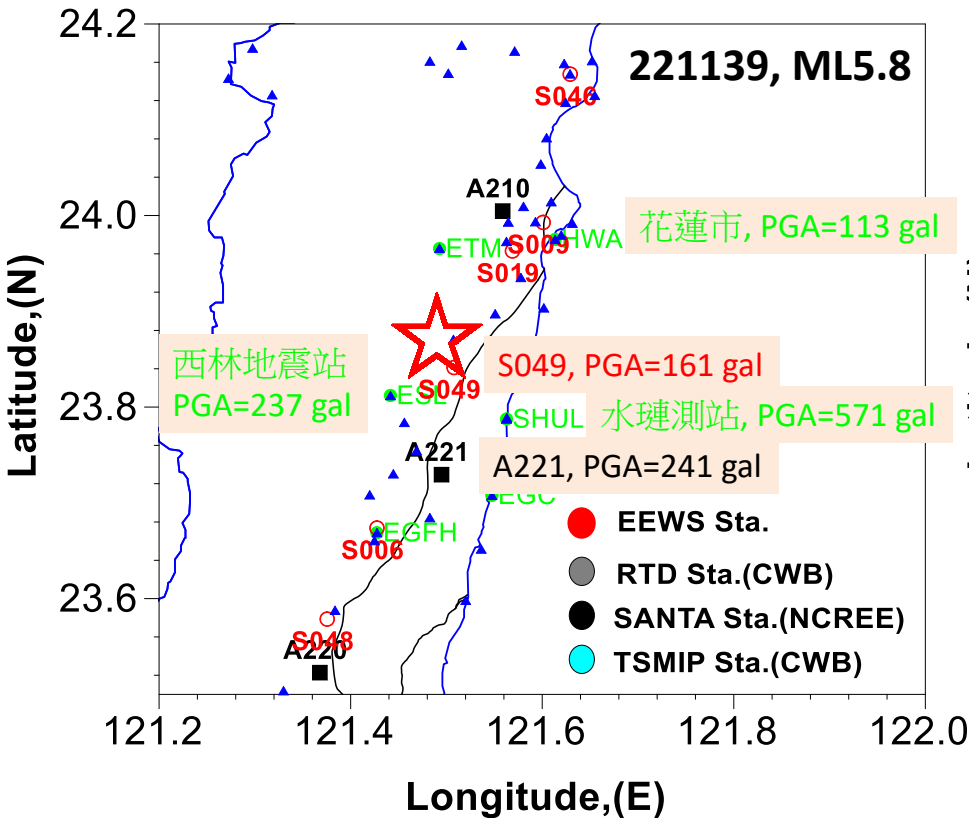 24.2
221139, ML5.8
S046
24.0
A210
花蓮市, PGA=113 gal
ETM
S009
HWA
S019
Latitude,(N)
西林地震站
PGA=237 gal
S049, PGA=161 gal
S049
ESL
23.8
SHUL
水璉測站, PGA=571 gal
A221
A221, PGA=241 gal
EGC
EGFH
S006
EEWS Sta.
RTD Sta.(CWB)
23.6
S048
SANTA Sta.(NCREE)
A220
TSMIP Sta.(CWB)
121.2
121.4
121.6
121.8
122.0
Longitude,(E)